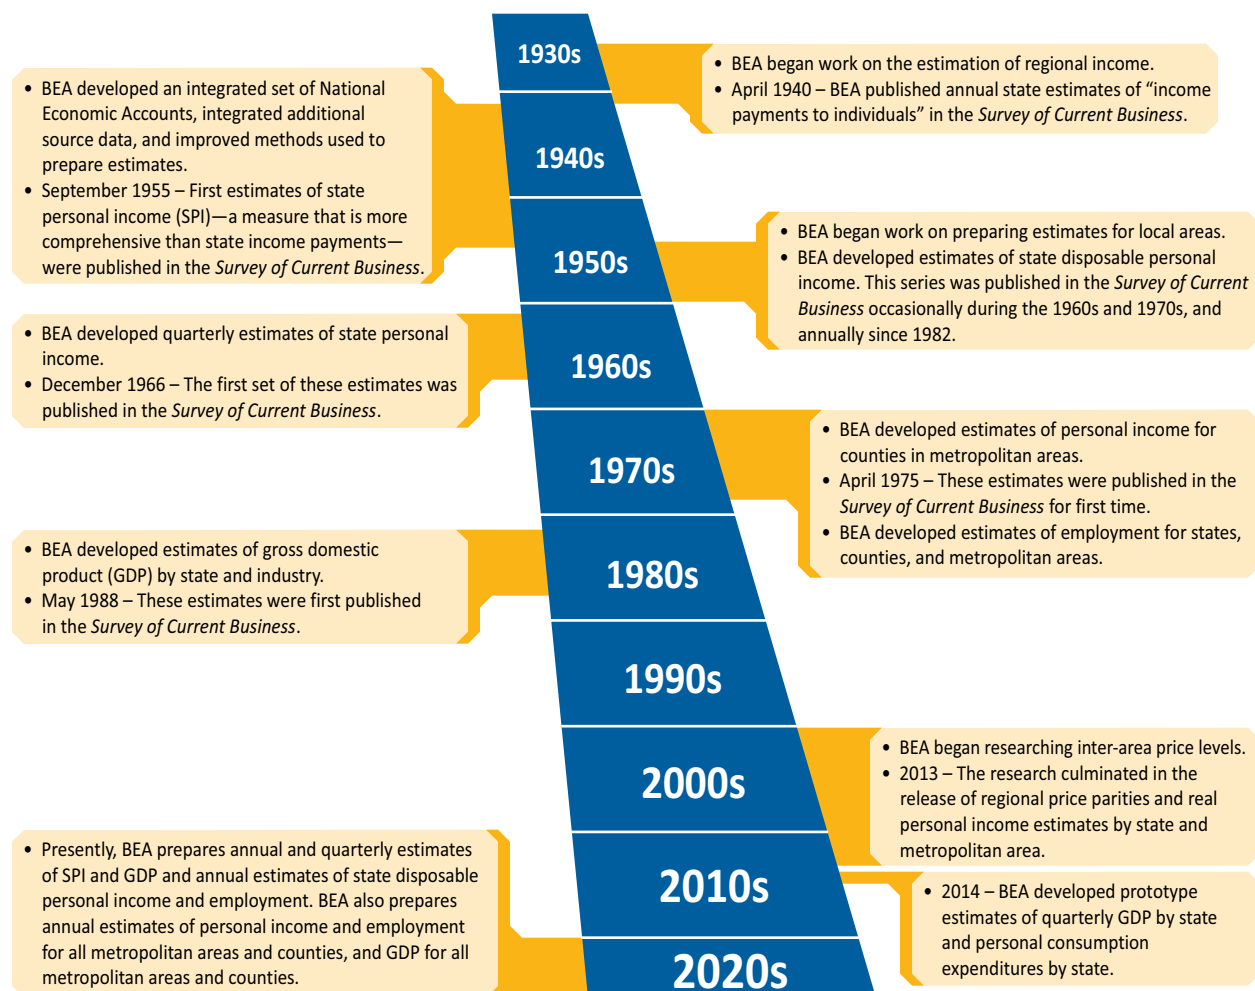 1930s
• BEA began work on the estimation of regional income.
• April 1940 – BEA published annual state estimates of “income
payments to individuals” in the Survey of Current Business.
• BEA developed an integrated set of National
Economic Accounts, integrated additional
source data, and improved methods used to
prepare estimates.
• September 1955 – First estimates of state
personal income (SPI)—a measure that is more
comprehensive than state income payments—
were published in the Survey of Current Business.
1940s
1950s
• BEA began work on preparing estimates for local areas.
• BEA developed estimates of state disposable personal
income. This series was published in the Survey of Current
Business occasionally during the 1960s and 1970s, and
annually since 1982.
• BEA developed quarterly estimates of state personal
income.
• December 1966 – The first set of these estimates was
published in the Survey of Current Business.
1960s
1970s
• BEA developed estimates of personal income for
counties in metropolitan areas.
• April 1975 – These estimates were published in the
Survey of Current Business for first time.
• BEA developed estimates of employment for states,
counties, and metropolitan areas.
• BEA developed estimates of gross domestic
product (GDP) by state and industry.
• May 1988 – These estimates were first published
in the Survey of Current Business.
1980s
1990s
2000s
• BEA began researching inter-area price levels.
• 2013 – The research culminated in the
release of regional price parities and real
personal income estimates by state and
metropolitan area.
2010s
• 2014 – BEA developed prototype
estimates of quarterly GDP by state
and personal consumption
expenditures by state.
• Presently, BEA prepares annual and quarterly estimates
of SPI and GDP and annual estimates of state disposable
personal income and employment. BEA also prepares
annual estimates of personal income and employment
for all metropolitan areas and counties, and GDP for all
metropolitan areas and counties.
2020s